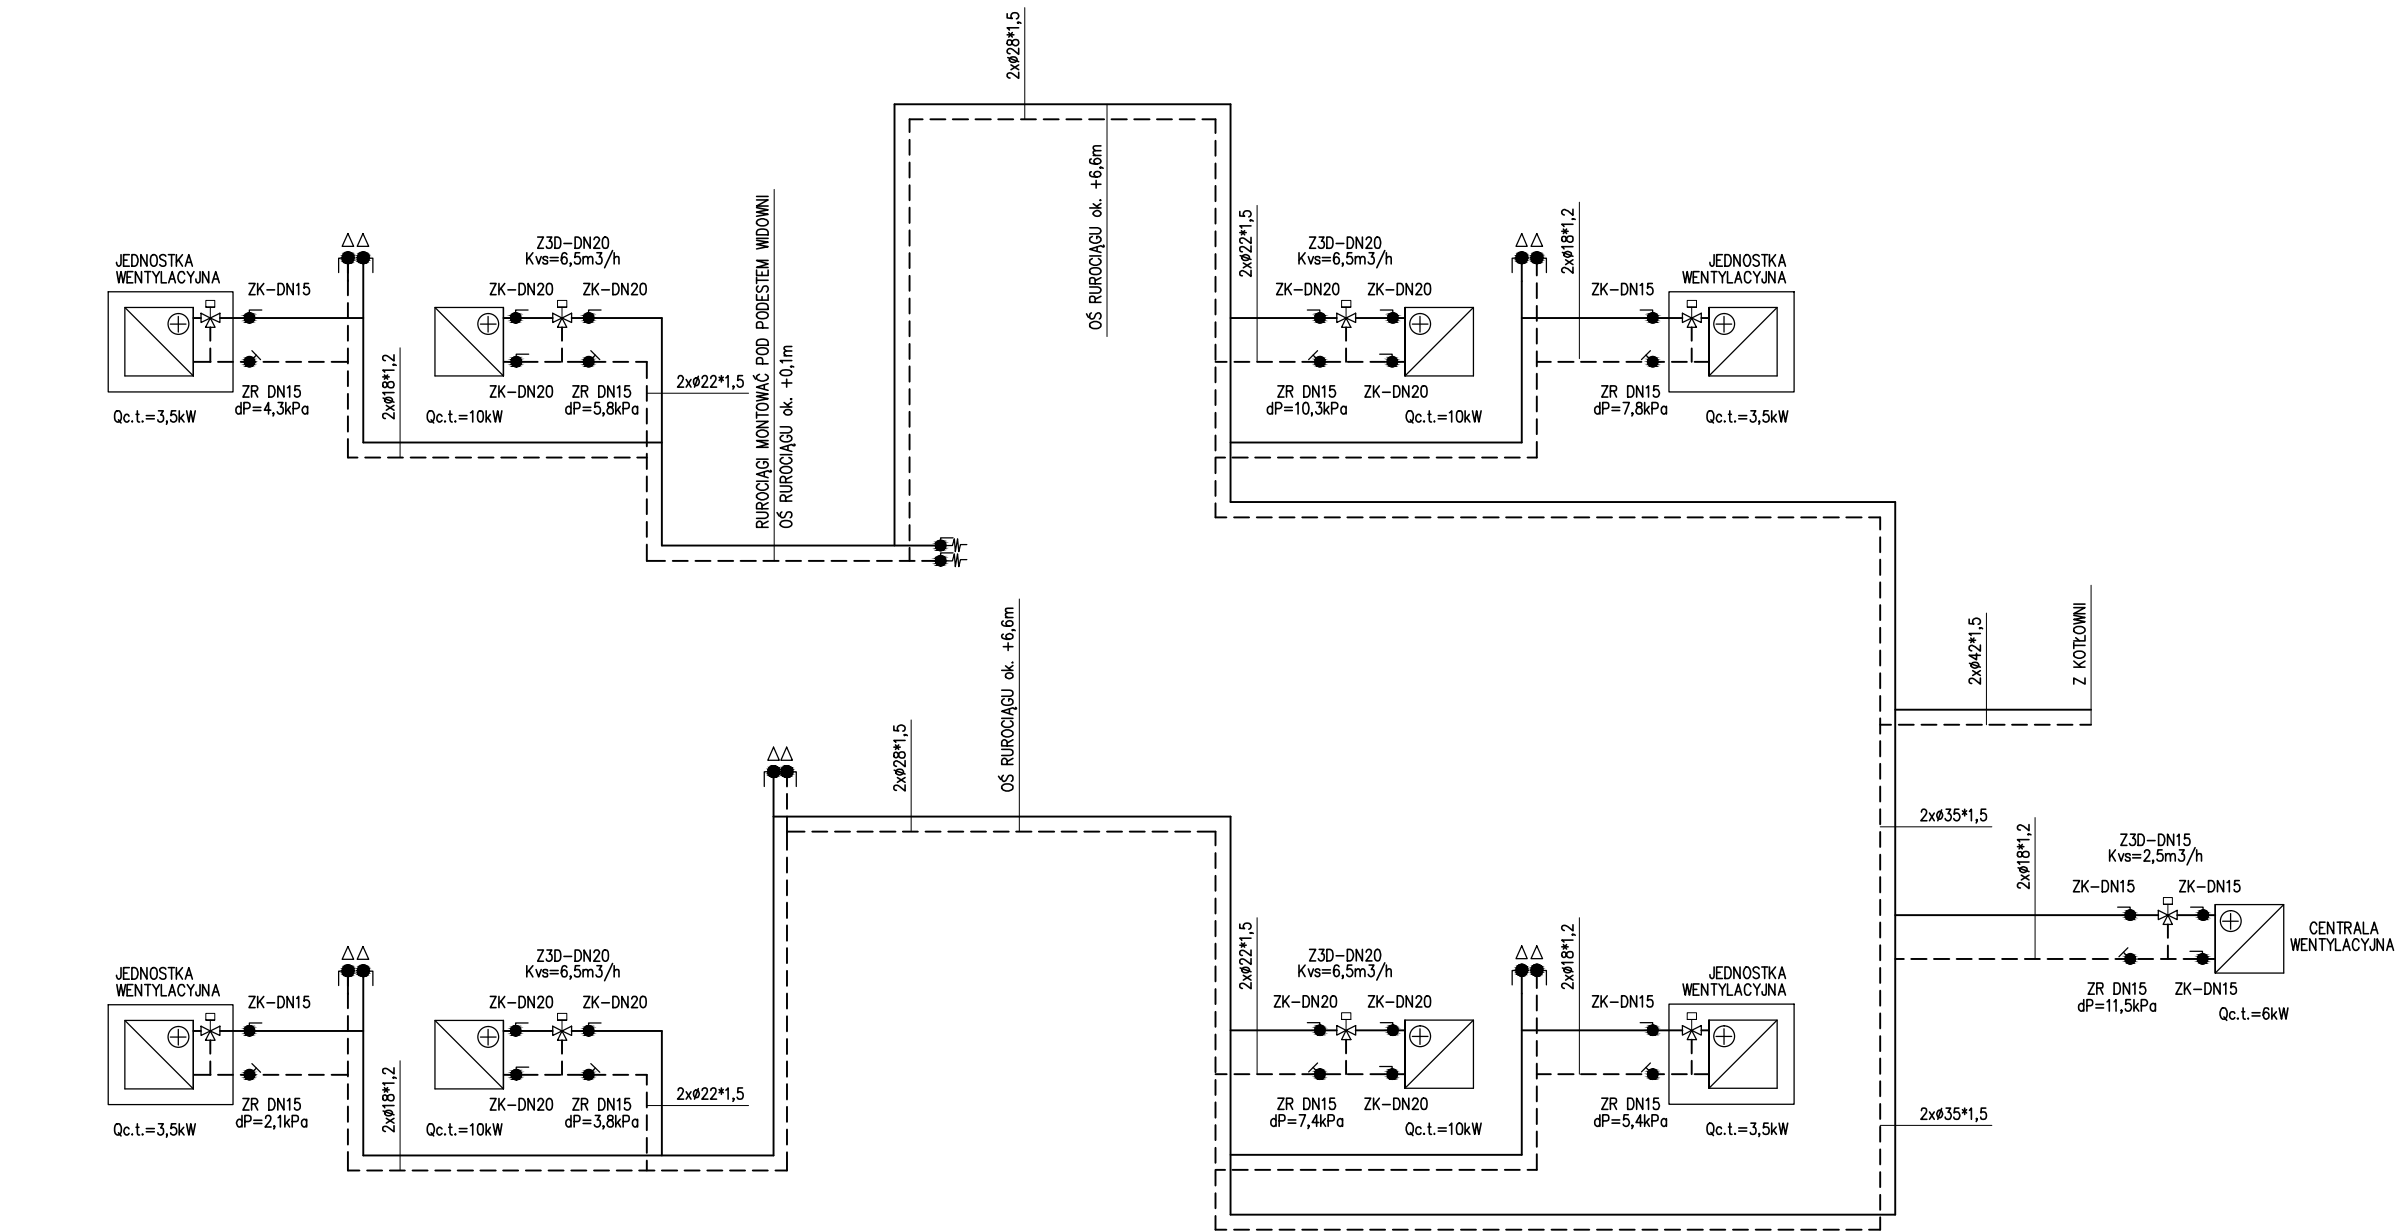 2xø28*1,5
OŚ RUROCIĄGU ok. +6,6m
JEDNOSTKA
WENTYLACYJNA
ZK-DN15
ZR DN15
dP=4,3kPa
Qc.t.=3,5kW
2xø18*1,2
Z3D-DN20
Kvs=6,5m3/h
ZK-DN20
ZK-DN20
ZK-DN20
ZR DN15
dP=5,8kPa
Qc.t.=10kW
2xø22*1,5
RUROCIĄGI MONTOWAĆ POD PODESTEM WIDOWNI
OŚ RUROCIĄGU ok. +0,1m
2xø22*1,5
Z3D-DN20
Kvs=6,5m3/h
ZK-DN20
ZK-DN20
ZR DN15
dP=10,3kPa
ZK-DN20
Qc.t.=10kW
2xø18*1,2
ZK-DN15
JEDNOSTKA
WENTYLACYJNA
ZR DN15
dP=7,8kPa
Qc.t.=3,5kW
2xø42*1,5
Z KOTŁOWNI
2xø28*1,5
OŚ RUROCIĄGU ok. +6,6m
2xø35*1,5
2xø18*1,2
Z3D-DN15
Kvs=2,5m3/h
ZK-DN15
ZK-DN15
CENTRALA
WENTYLACYJNA
ZR DN15
dP=11,5kPa
ZK-DN15
Qc.t.=6kW
JEDNOSTKA
WENTYLACYJNA
ZK-DN15
ZR DN15
dP=2,1kPa
Qc.t.=3,5kW
2xø18*1,2
Z3D-DN20
Kvs=6,5m3/h
ZK-DN20
ZK-DN20
ZK-DN20
ZR DN15
dP=3,8kPa
Qc.t.=10kW
2xø22*1,5
2xø22*1,5
Z3D-DN20
Kvs=6,5m3/h
ZK-DN20
ZK-DN20
ZR DN15
dP=7,4kPa
ZK-DN20
Qc.t.=10kW
2xø18*1,2
ZK-DN15
JEDNOSTKA
WENTYLACYJNA
ZR DN15
dP=5,4kPa
Qc.t.=3,5kW
2xø35*1,5